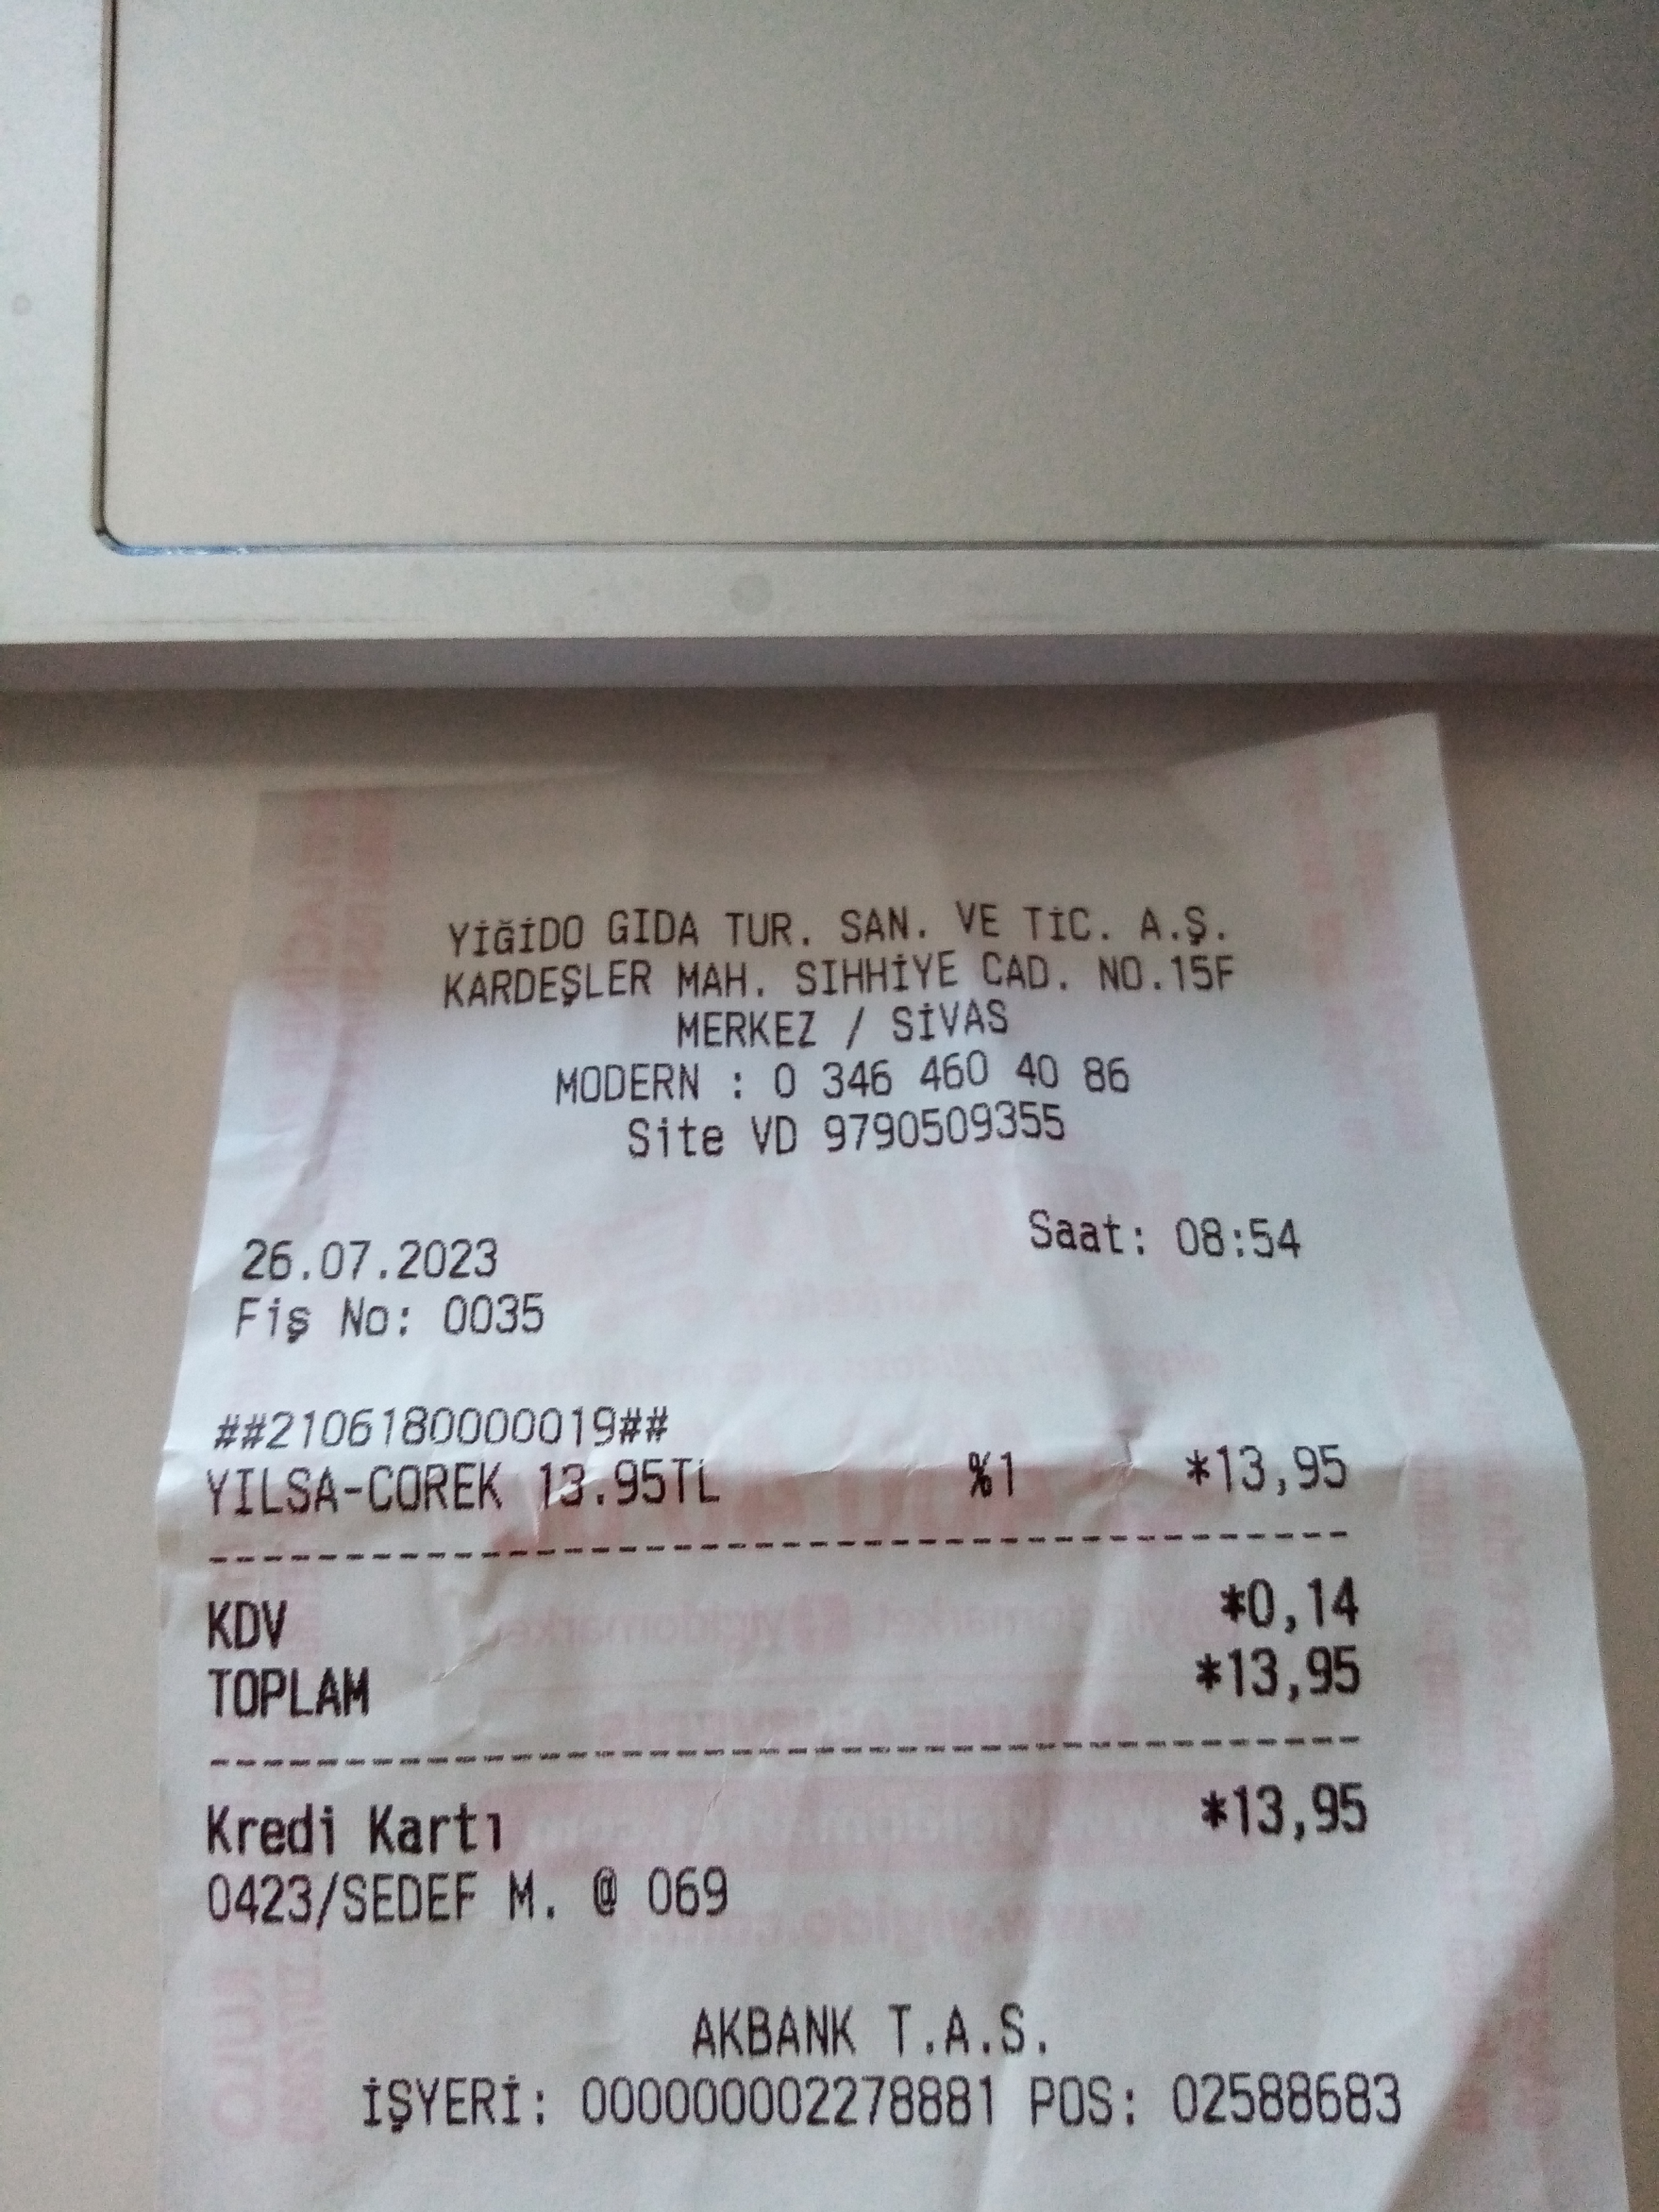 YİĞİDO GIDA TUR. SAN. VE TİC. A.Ş.
KARDEŞLER MAH. SIHHİYE CAD. NO.15F
MERKEZ / SİVAS
MODERN : 0 346 460 40 86
Site VD 9790509355
26.07.2023 Saat: 08:54
Fiş No: 0035
##2106180000019##
YILSA-COREK 13.95TL %1 *13,95
KDV *0,14
TOPLAM *13,95
Kredi Kartı *13,95
0423/SEDEF M. @ 069
AKBANK T.A.S.
İŞYERİ: 000000002278881 POS: 02588683